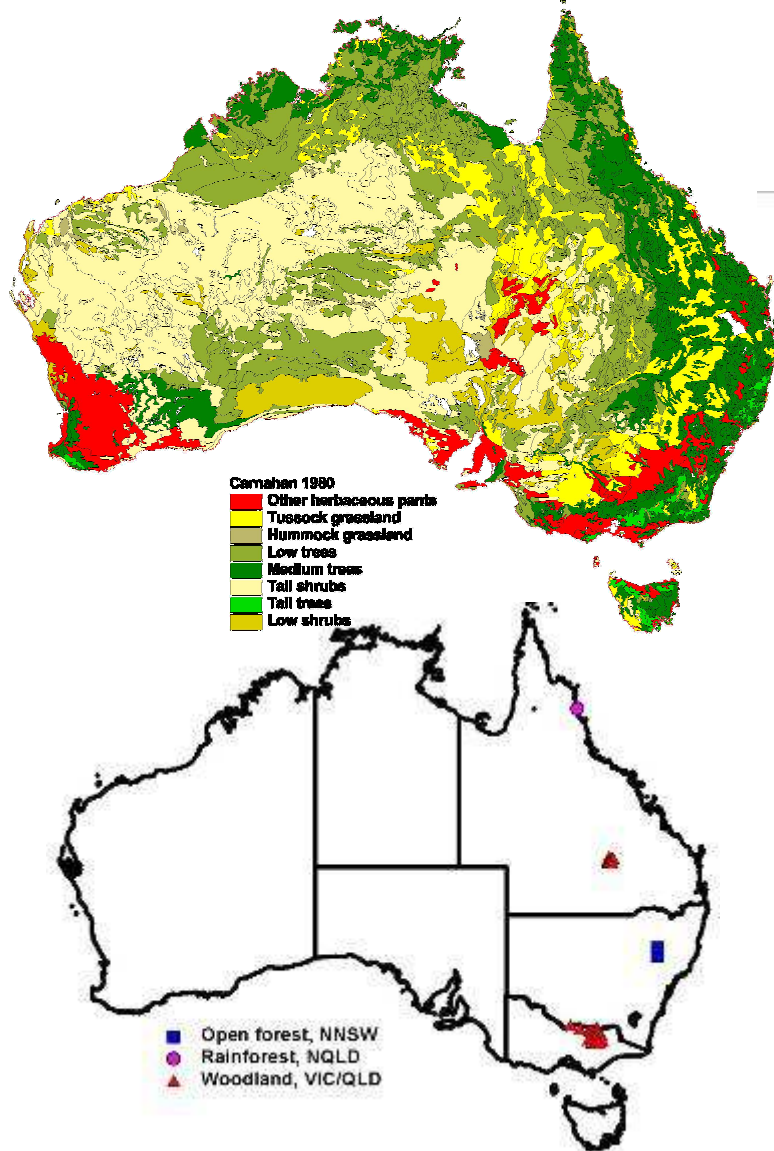 Carnahan 1980
Other herbaceous pants
Tussock grassland
Hummock grassland
Low trees
Medium trees
Tall shrubs
Tall trees
Low shrubs
Open forest, NNSW
Rainforest, NQLD
Woodland, VIC/QLD